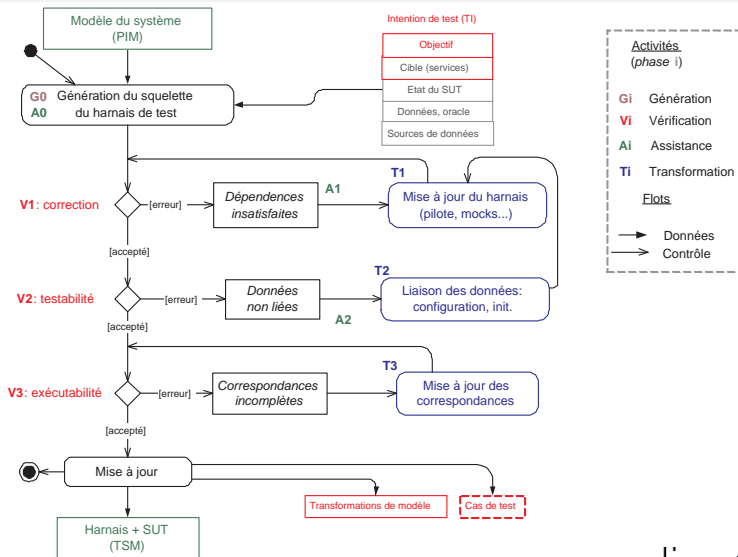 Modèle du système
(PIM)
Intention de test (TI)
Objectif
Cible (services)
Etat du SUT
Données, oracle
Sources de données
G0 Génération du squelette
A0 du harnais de test
Activités
(phase i)
Gi Génération
Vi Vérification
Ai Assistance
Ti Transformation
Flots
Données
Contrôle
V1: correction
[erreur]
Dépendences
insatisfaites
A1
T1
Mise à jour du harnais
(pilote, mocks...)
[accepté]
V2: testabilité
[erreur]
Données
non liées
A2
T2
Liaison des données:
configuration, init.
[accepté]
V3: exécutabilité
[erreur]
Correspondances
incomplètes
T3
Mise à jour des
correspondances
[accepté]
Mise à jour
Transformations de modèle
Cas de test
Harnais + SUT
(TSM)